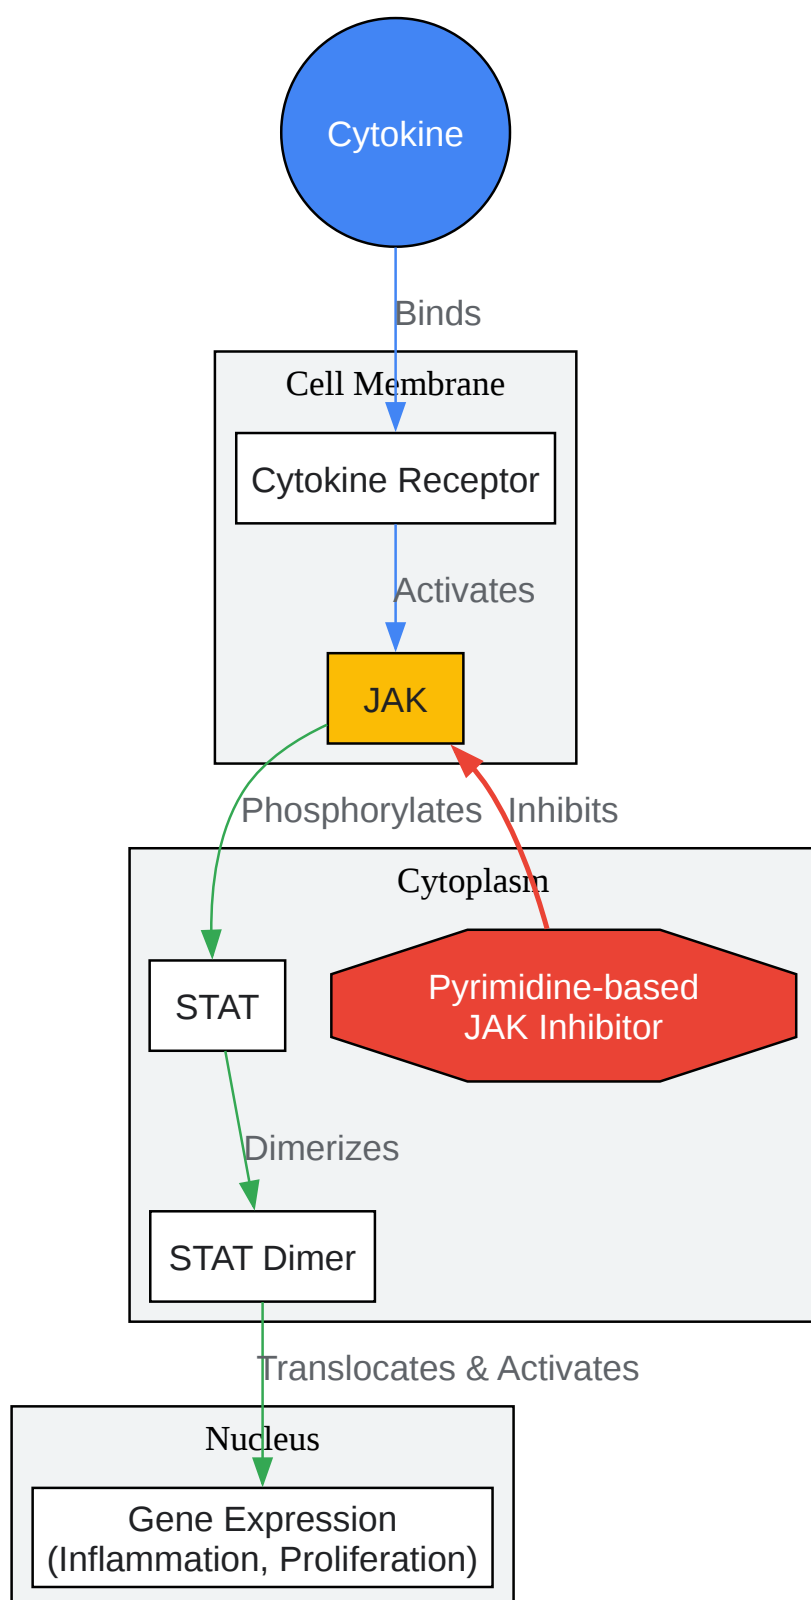 Cytokine
Binds
Cell Membrane
Cytokine Receptor
Activates
JAK
Phosphorylates
Inhibits
Cytoplasm
STAT
Pyrimidine-based
JAK Inhibitor
Dimerizes
STAT Dimer
Translocates & Activates
Nucleus
Gene Expression
(Inflammation, Proliferation)